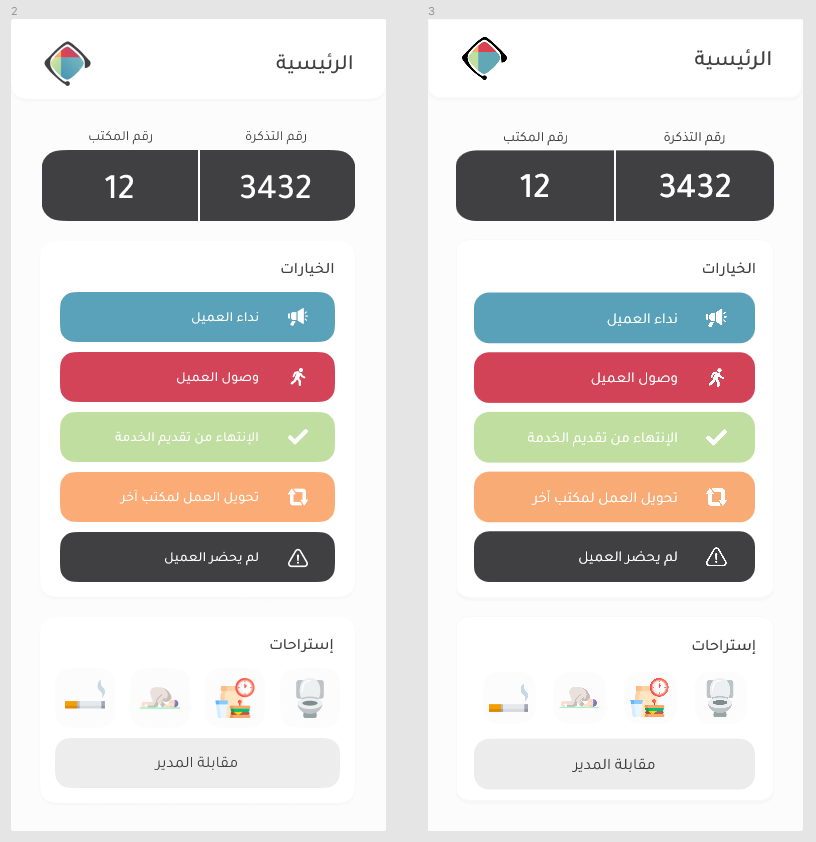 2
الرئيسية
رقم التذكرة رقم المكتب
3432 12
الخيارات
نداء العميل
وصول العميل
الإنتهاء من تقديم الخدمة
تحويل العمل لمكتب آخر
لم يحضر العميل
إستراحات
مقابلة المدير
3
الرئيسية
رقم التذكرة رقم المكتب
3432 12
الخيارات
نداء العميل
وصول العميل
الإنتهاء من تقديم الخدمة
تحويل العمل لمكتب آخر
لم يحضر العميل
إستراحات
مقابلة المدير